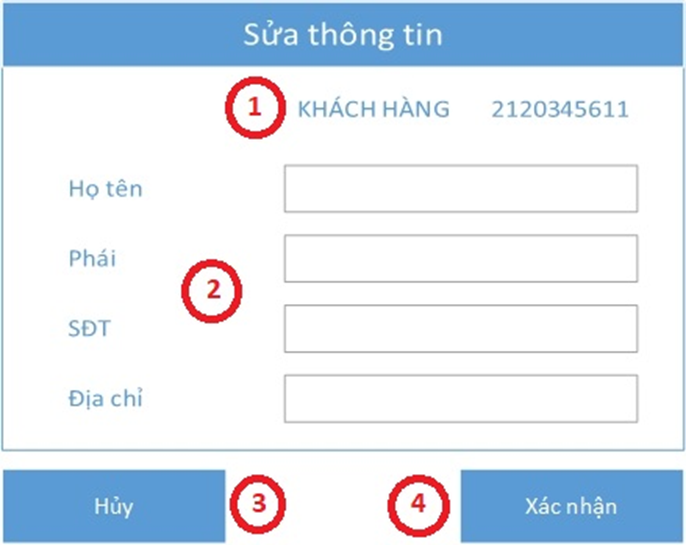 Sửa thông tin
1 KHÁCH HÀNG 2120345611
Họ tên
Phái
2
SĐT
Địa chỉ
Hủy 3 4 Xác nhận